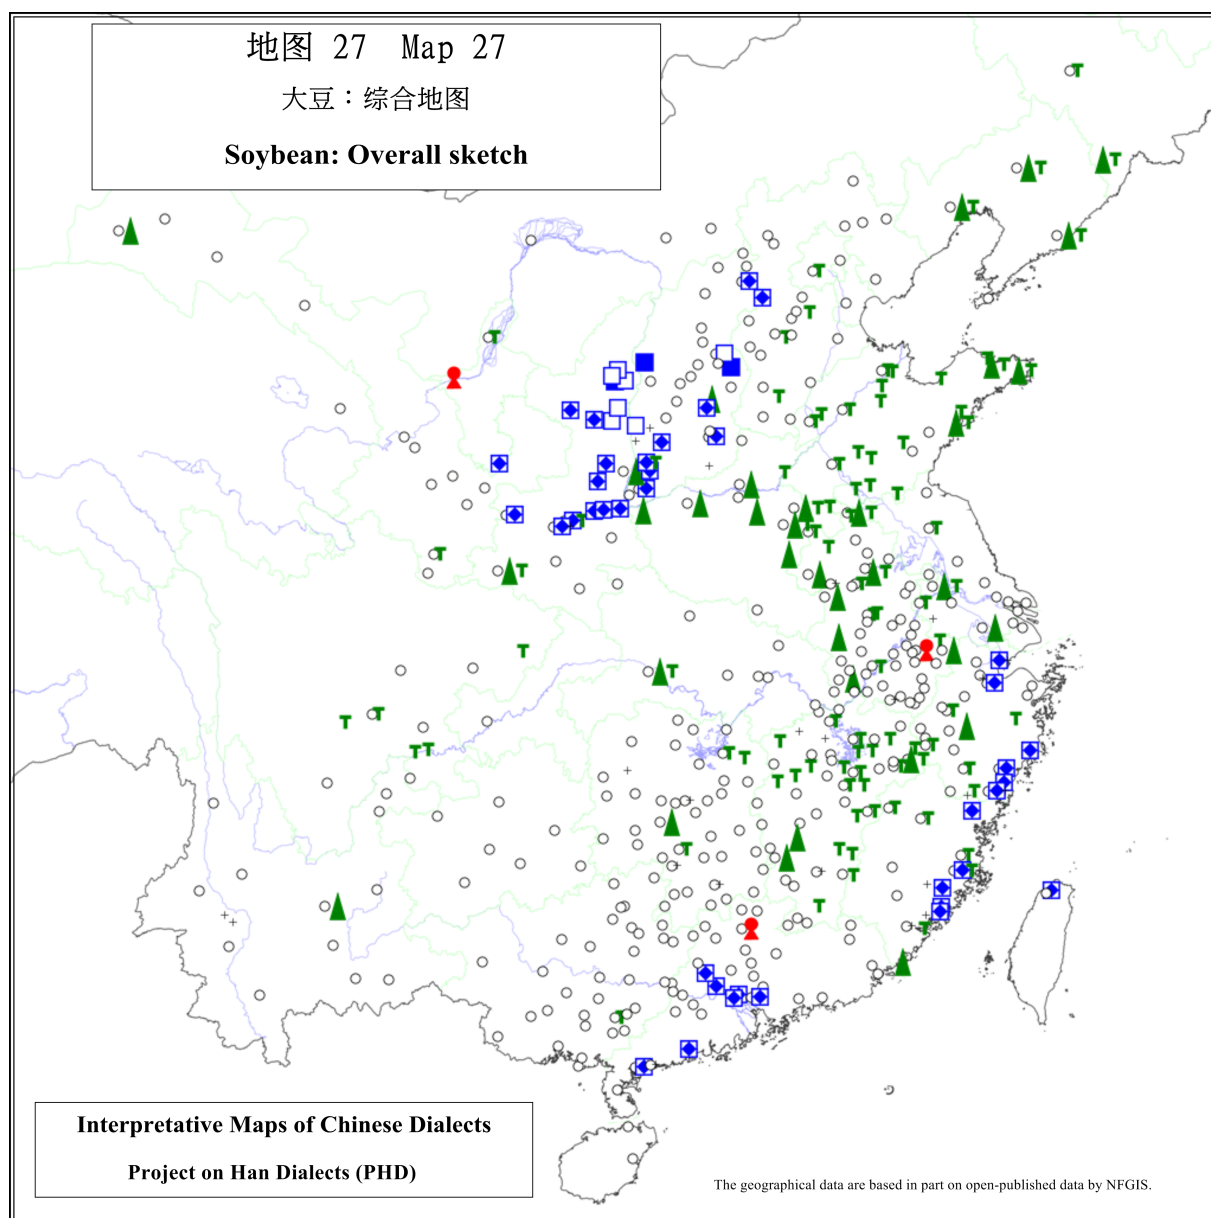 地图 27 Map 27
大豆：综合地图
Soybean: Overall sketch
Interpretative Maps of Chinese Dialects
Project on Han Dialects (PHD)
The geographical data are based in part on open-published data by NFGIS.